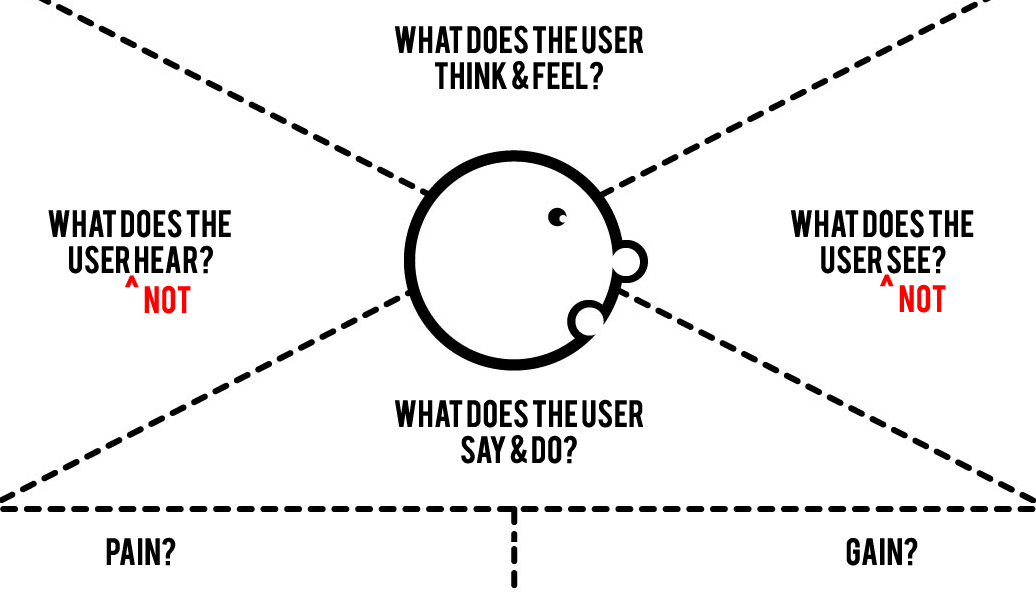 WHAT DOES THE USER
THINK & FEEL?
WHAT DOES THE
USER HEAR?
^ NOT
WHAT DOES THE
USER SEE?
^ NOT
WHAT DOES THE USER
SAY & DO?
PAIN?
GAIN?